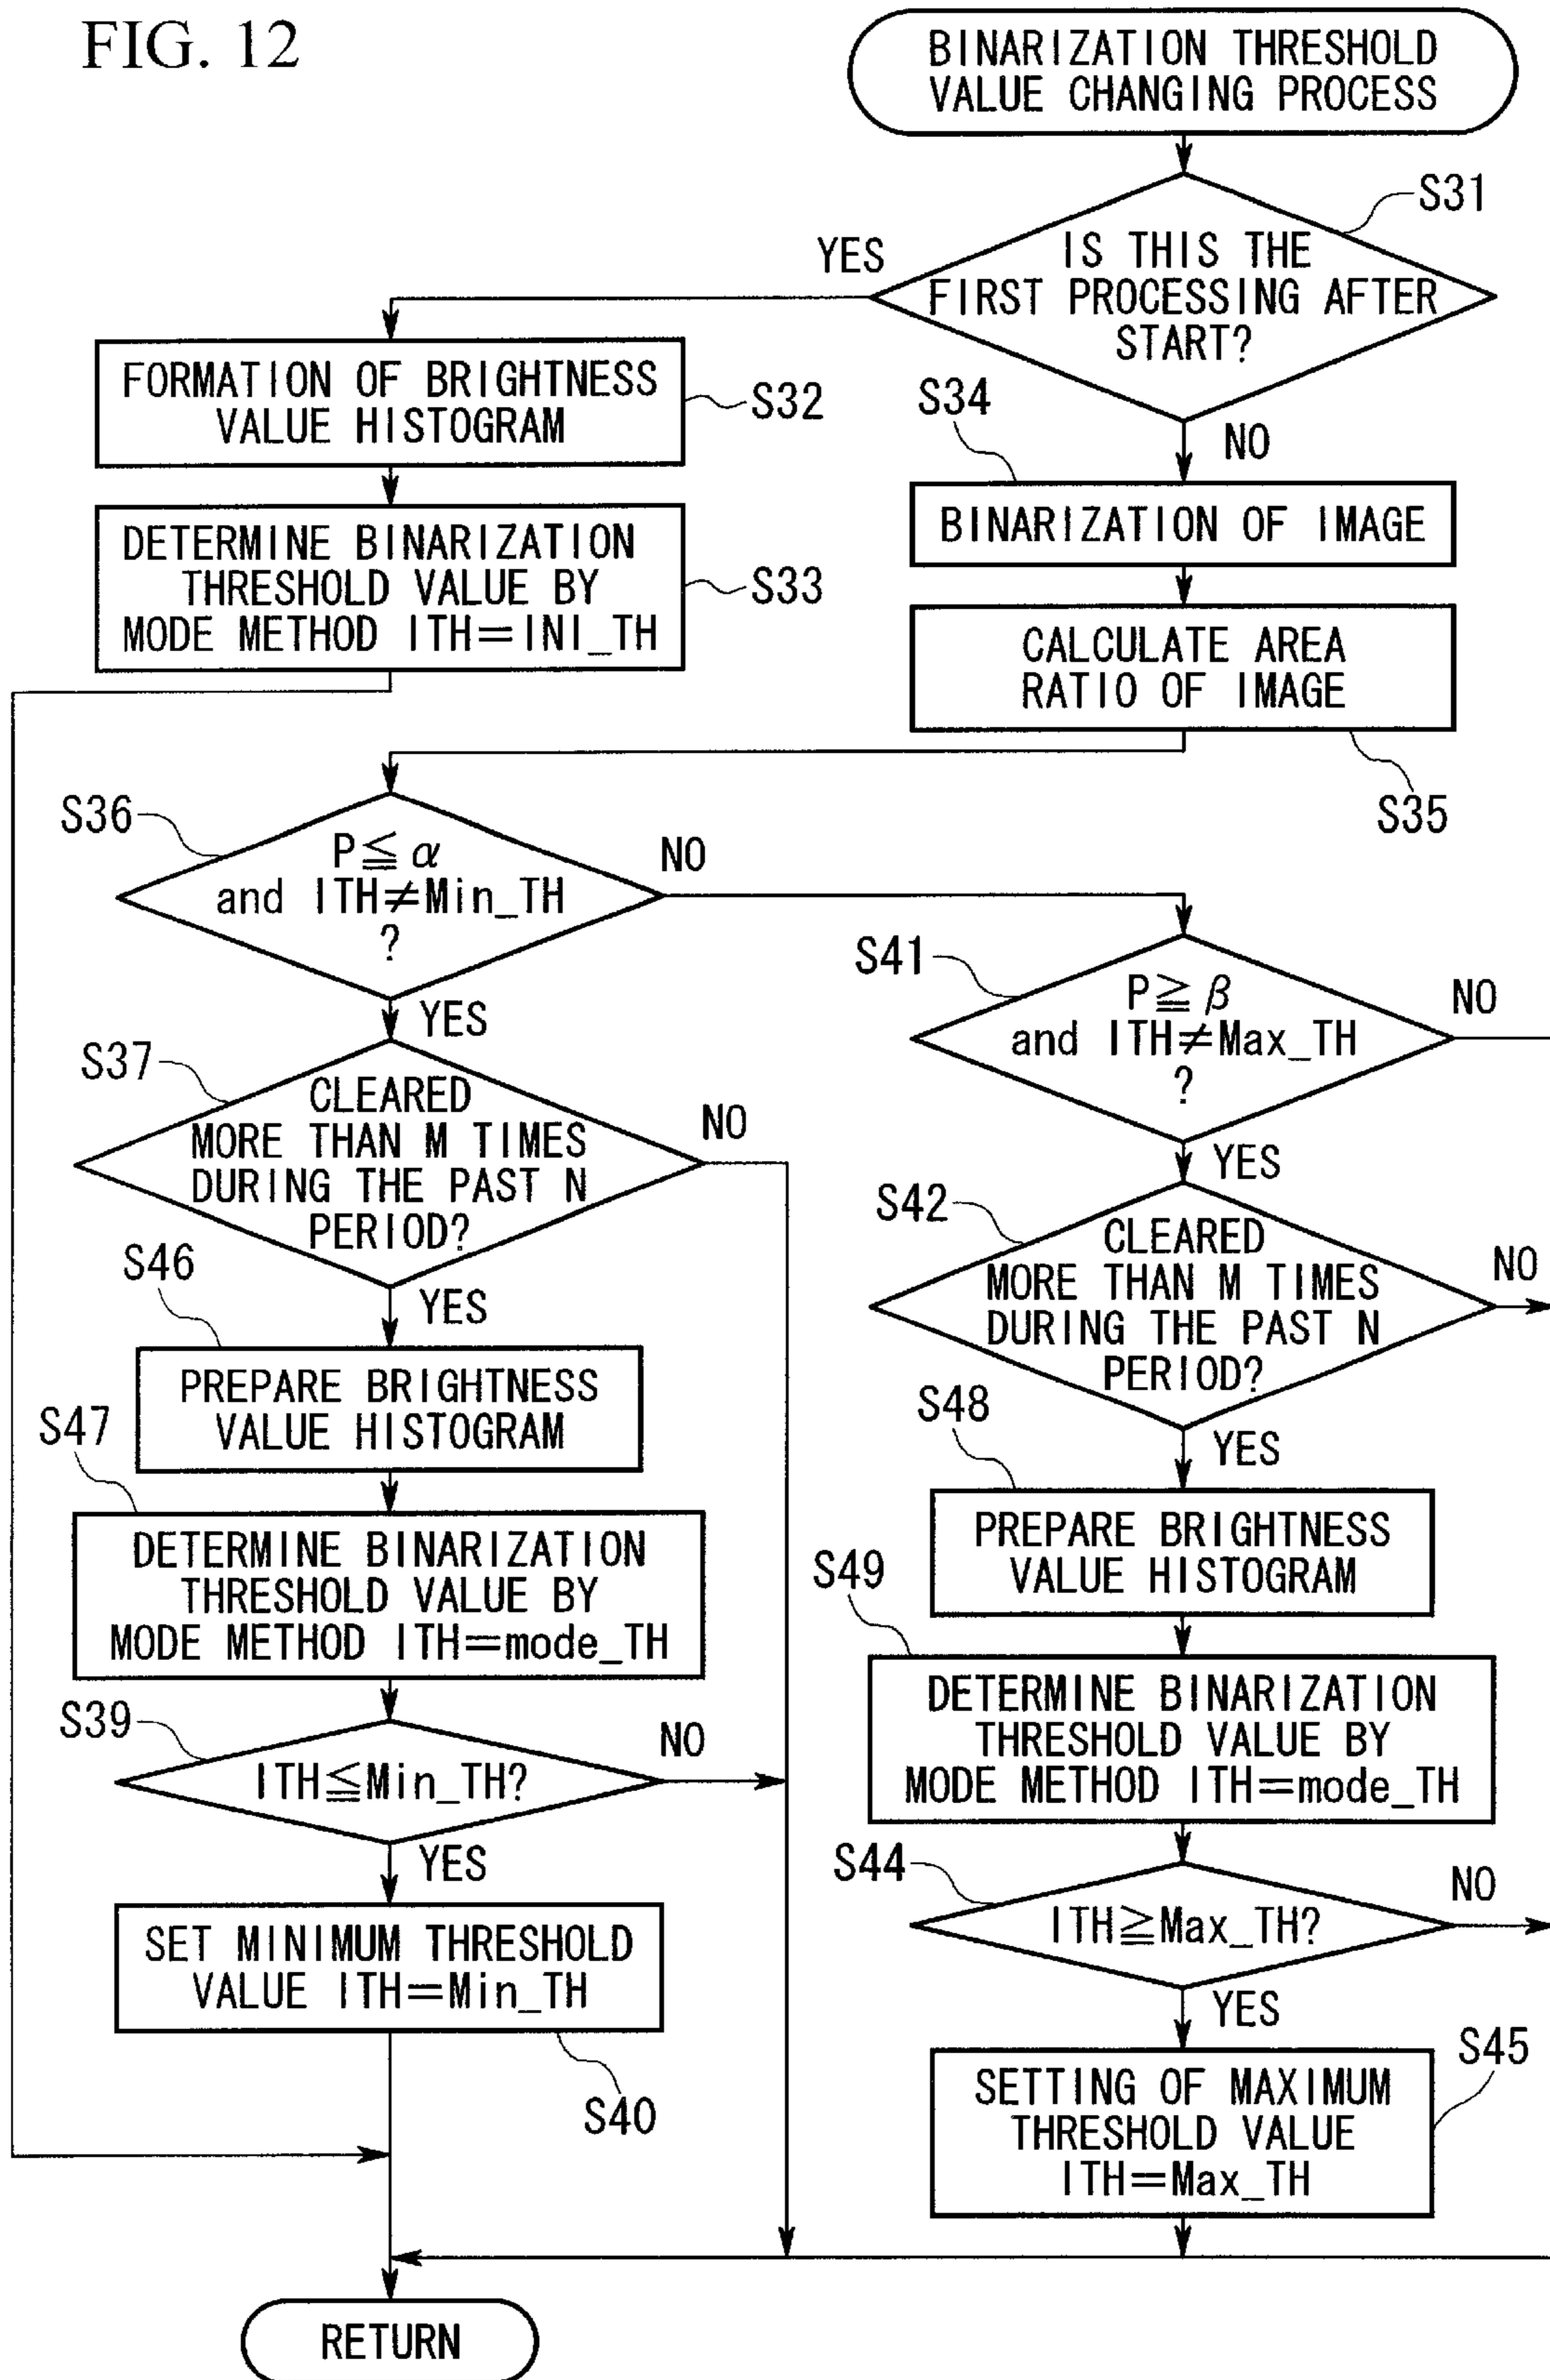 FIG. 12
BINARIZATION THRESHOLD
VALUE CHANGING PROCESS
S31
YES
IS THIS THE
FIRST PROCESSING AFTER
START?
NO
FORMATION OF BRIGHTNESS
VALUE HISTOGRAM
S32
DETERMINE BINARIZATION
THRESHOLD VALUE BY
MODE METHOD ITH=INI_TH
S33
S34
BINARIZATION OF IMAGE
CALCULATE AREA
RATIO OF IMAGE
S35
S36
P≦α
and ITH≠Min_TH
?
NO
YES
S41
P≧β
and ITH≠Max_TH
?
NO
YES
S37
CLEARED
MORE THAN M TIMES
DURING THE PAST N
PERIOD?
NO
YES
S42
CLEARED
MORE THAN M TIMES
DURING THE PAST N
PERIOD?
NO
YES
S46
PREPARE BRIGHTNESS
VALUE HISTOGRAM
S47
DETERMINE BINARIZATION
THRESHOLD VALUE BY
MODE METHOD ITH=mode_TH
S48
PREPARE BRIGHTNESS
VALUE HISTOGRAM
S49
DETERMINE BINARIZATION
THRESHOLD VALUE BY
MODE METHOD ITH=mode_TH
S39
ITH≦Min_TH?
NO
YES
SET MINIMUM THRESHOLD
VALUE ITH=Min_TH
S40
S44
ITH≧Max_TH?
NO
YES
S45
SETTING OF MAXIMUM
THRESHOLD VALUE
ITH=Max_TH
RETURN